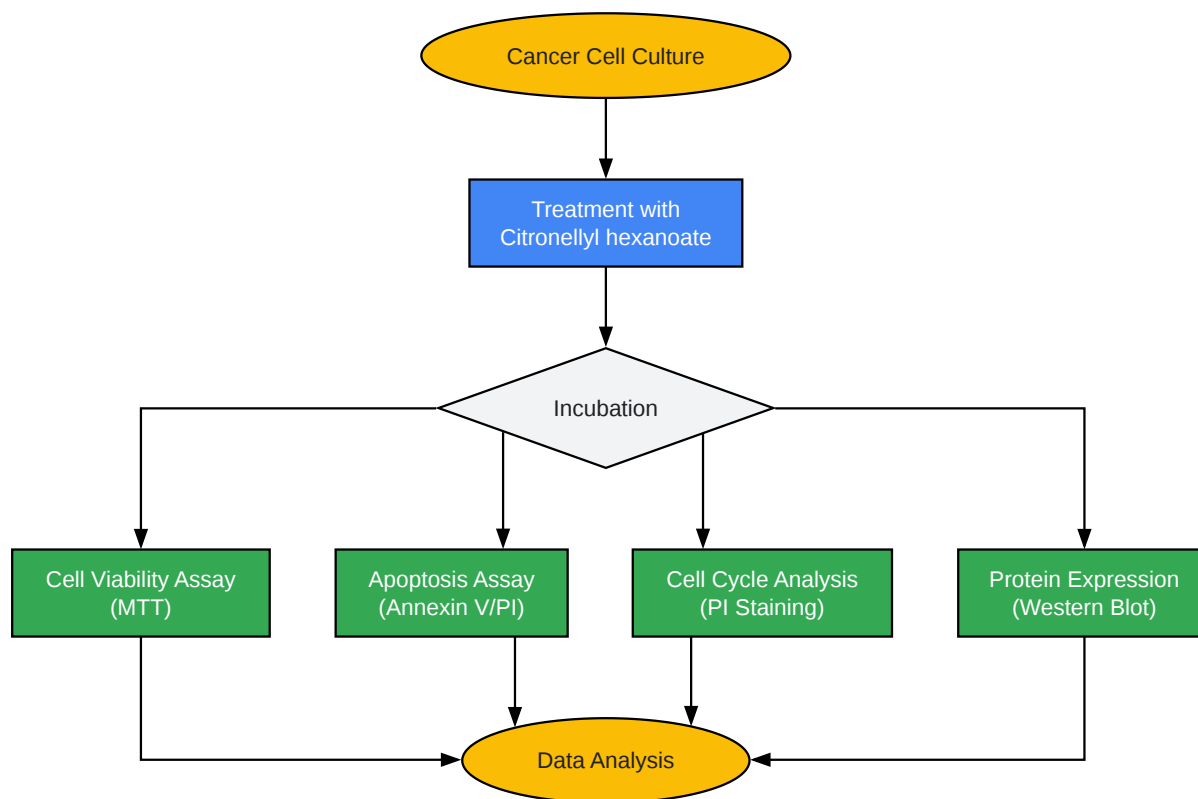 Cancer Cell Culture
Treatment with
Citronellyl hexanoate
Incubation
Cell Viability Assay
(MTT)
Apoptosis Assay
(Annexin V/PI)
Cell Cycle Analysis
(PI Staining)
Protein Expression
(Western Blot)
Data Analysis